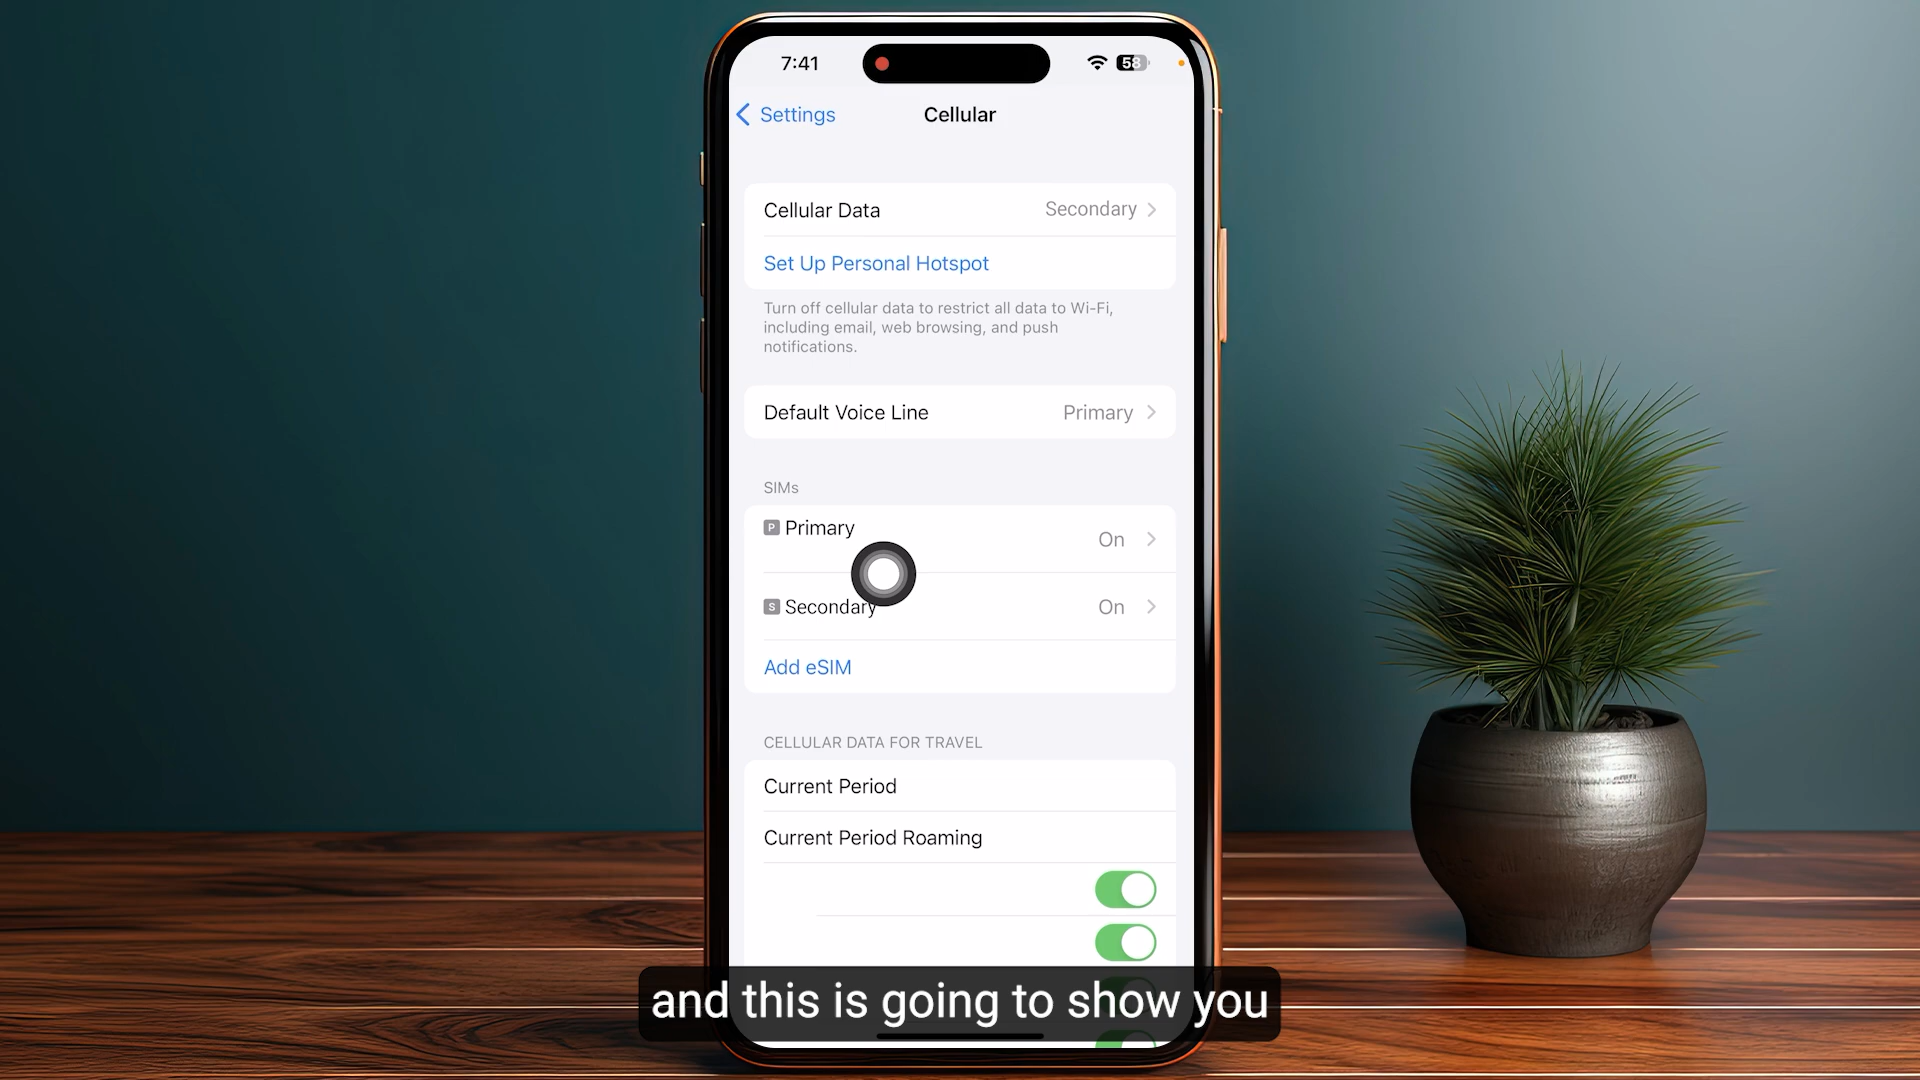 7:41
58
Settings
Cellular
Cellular Data
Secondary
Set Up Personal Hotspot
Turn off cellular data to restrict all data to Wi-Fi,
including email, web browsing, and push
notifications.
Default Voice Line
Primary
SIMs
P Primary
On
S Secondary
On
Add eSIM
CELLULAR DATA FOR TRAVEL
Current Period
Current Period Roaming
and this is going to show you